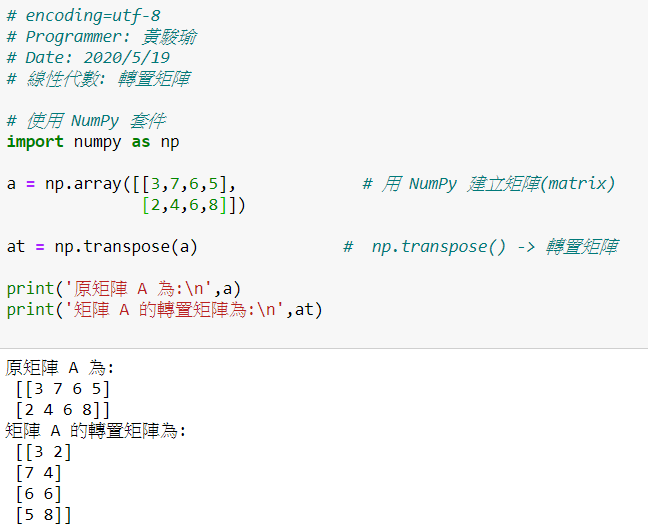 # encoding=utf-8
# Programmer: 黃駿瑜
# Date: 2020/5/19
# 線性代數: 轉置矩陣
# 使用 NumPy 套件
import numpy as np
a = np.array([[3,7,6,5], # 用 NumPy 建立矩陣(matrix)
[2,4,6,8]])
at = np.transpose(a) # np.transpose() -> 轉置矩陣
print('原矩陣 A 為:\n',a)
print('矩陣 A 的轉置矩陣為:\n',at)
原矩陣 A 為:
[[3 7 6 5]
[2 4 6 8]]
矩陣 A 的轉置矩陣為:
[[3 2]
[7 4]
[6 6]
[5 8]]